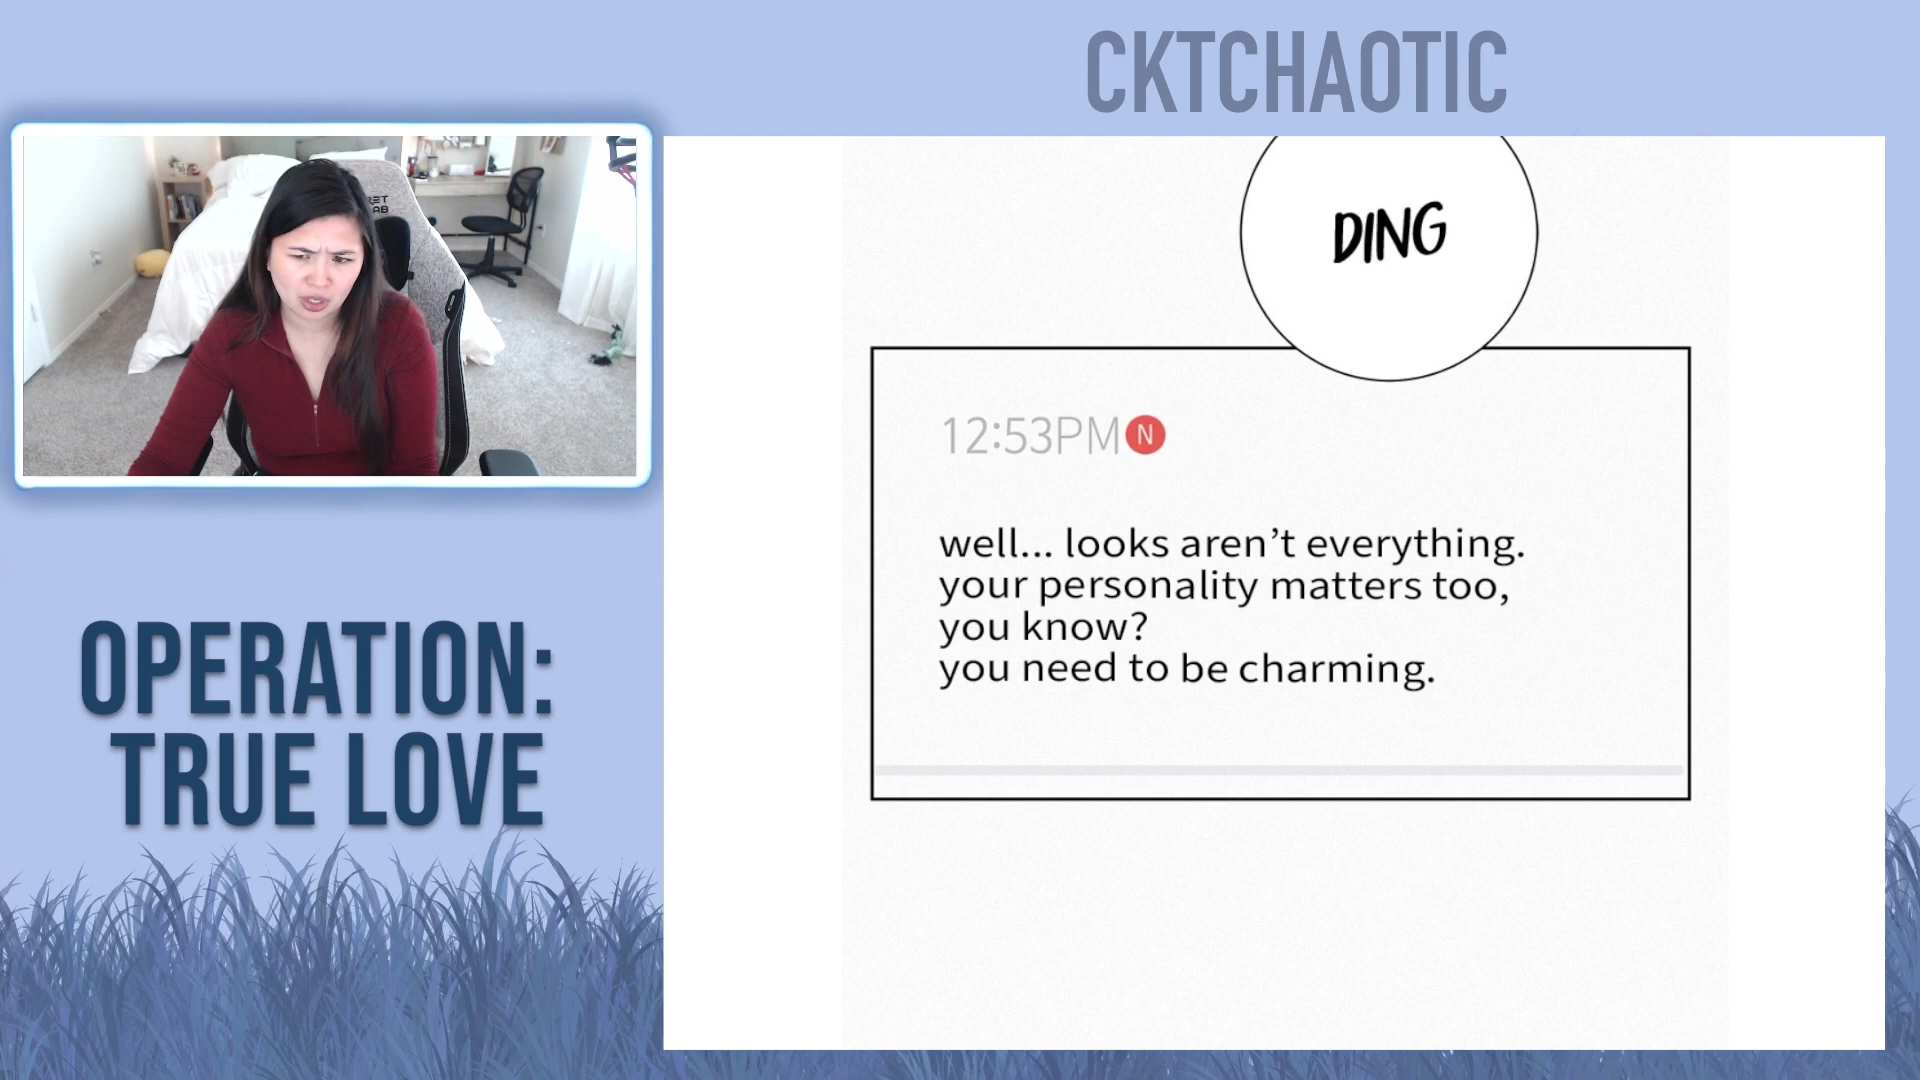 CKTCHAOTIC
DING
12:53PM N
well... looks aren’t everything.
your personality matters too,
you know?
you need to be charming.
OPERATION:
TRUE LOVE